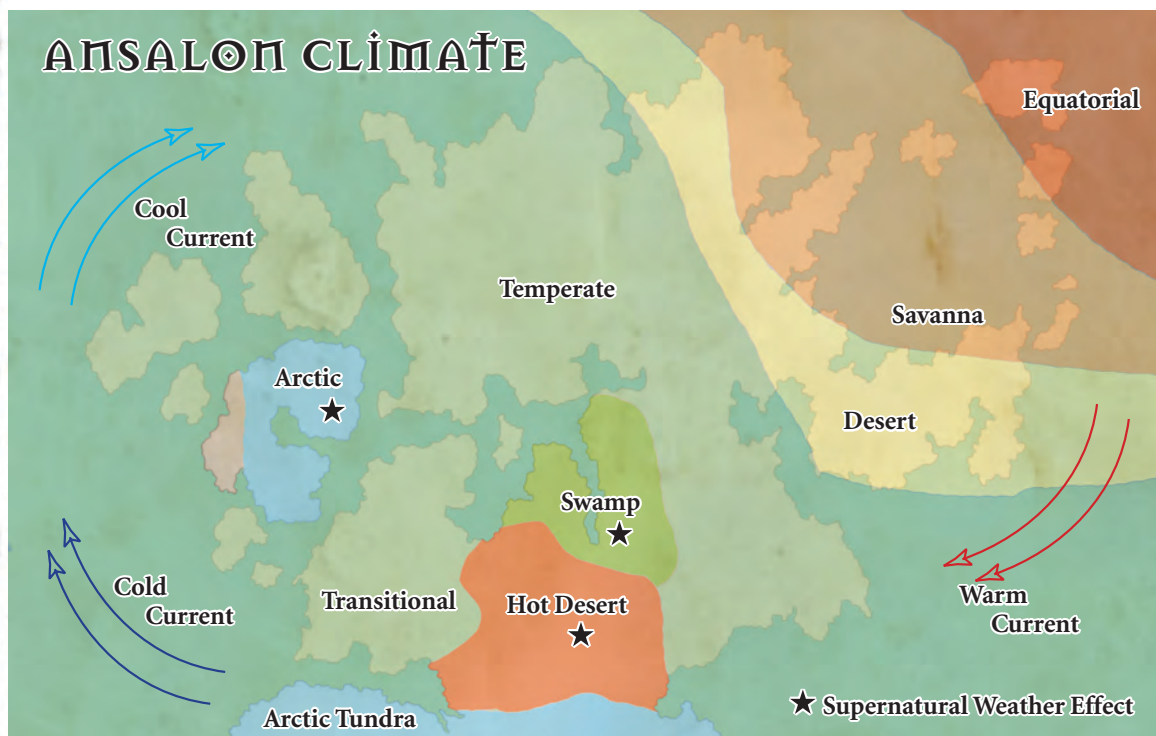 ANSALON CLIMATE
Equatorial
Cool
Current
Temperate
Savanna
Arctic
Desert
Swamp
Cold
Current
Transitional
Hot Desert
Warm
Current
Arctic Tundra
Supernatural Weather Effect